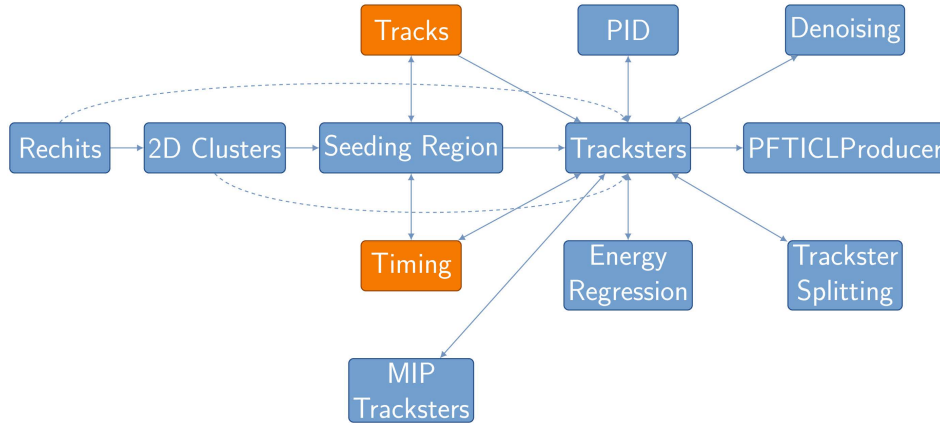 Tracks
PID
Denoising
Rechits
2D Clusters
Seeding Region
Tracksters
PFTICLProducer
Timing
Energy
Regression
Trackster
Splitting
MIP
Tracksters